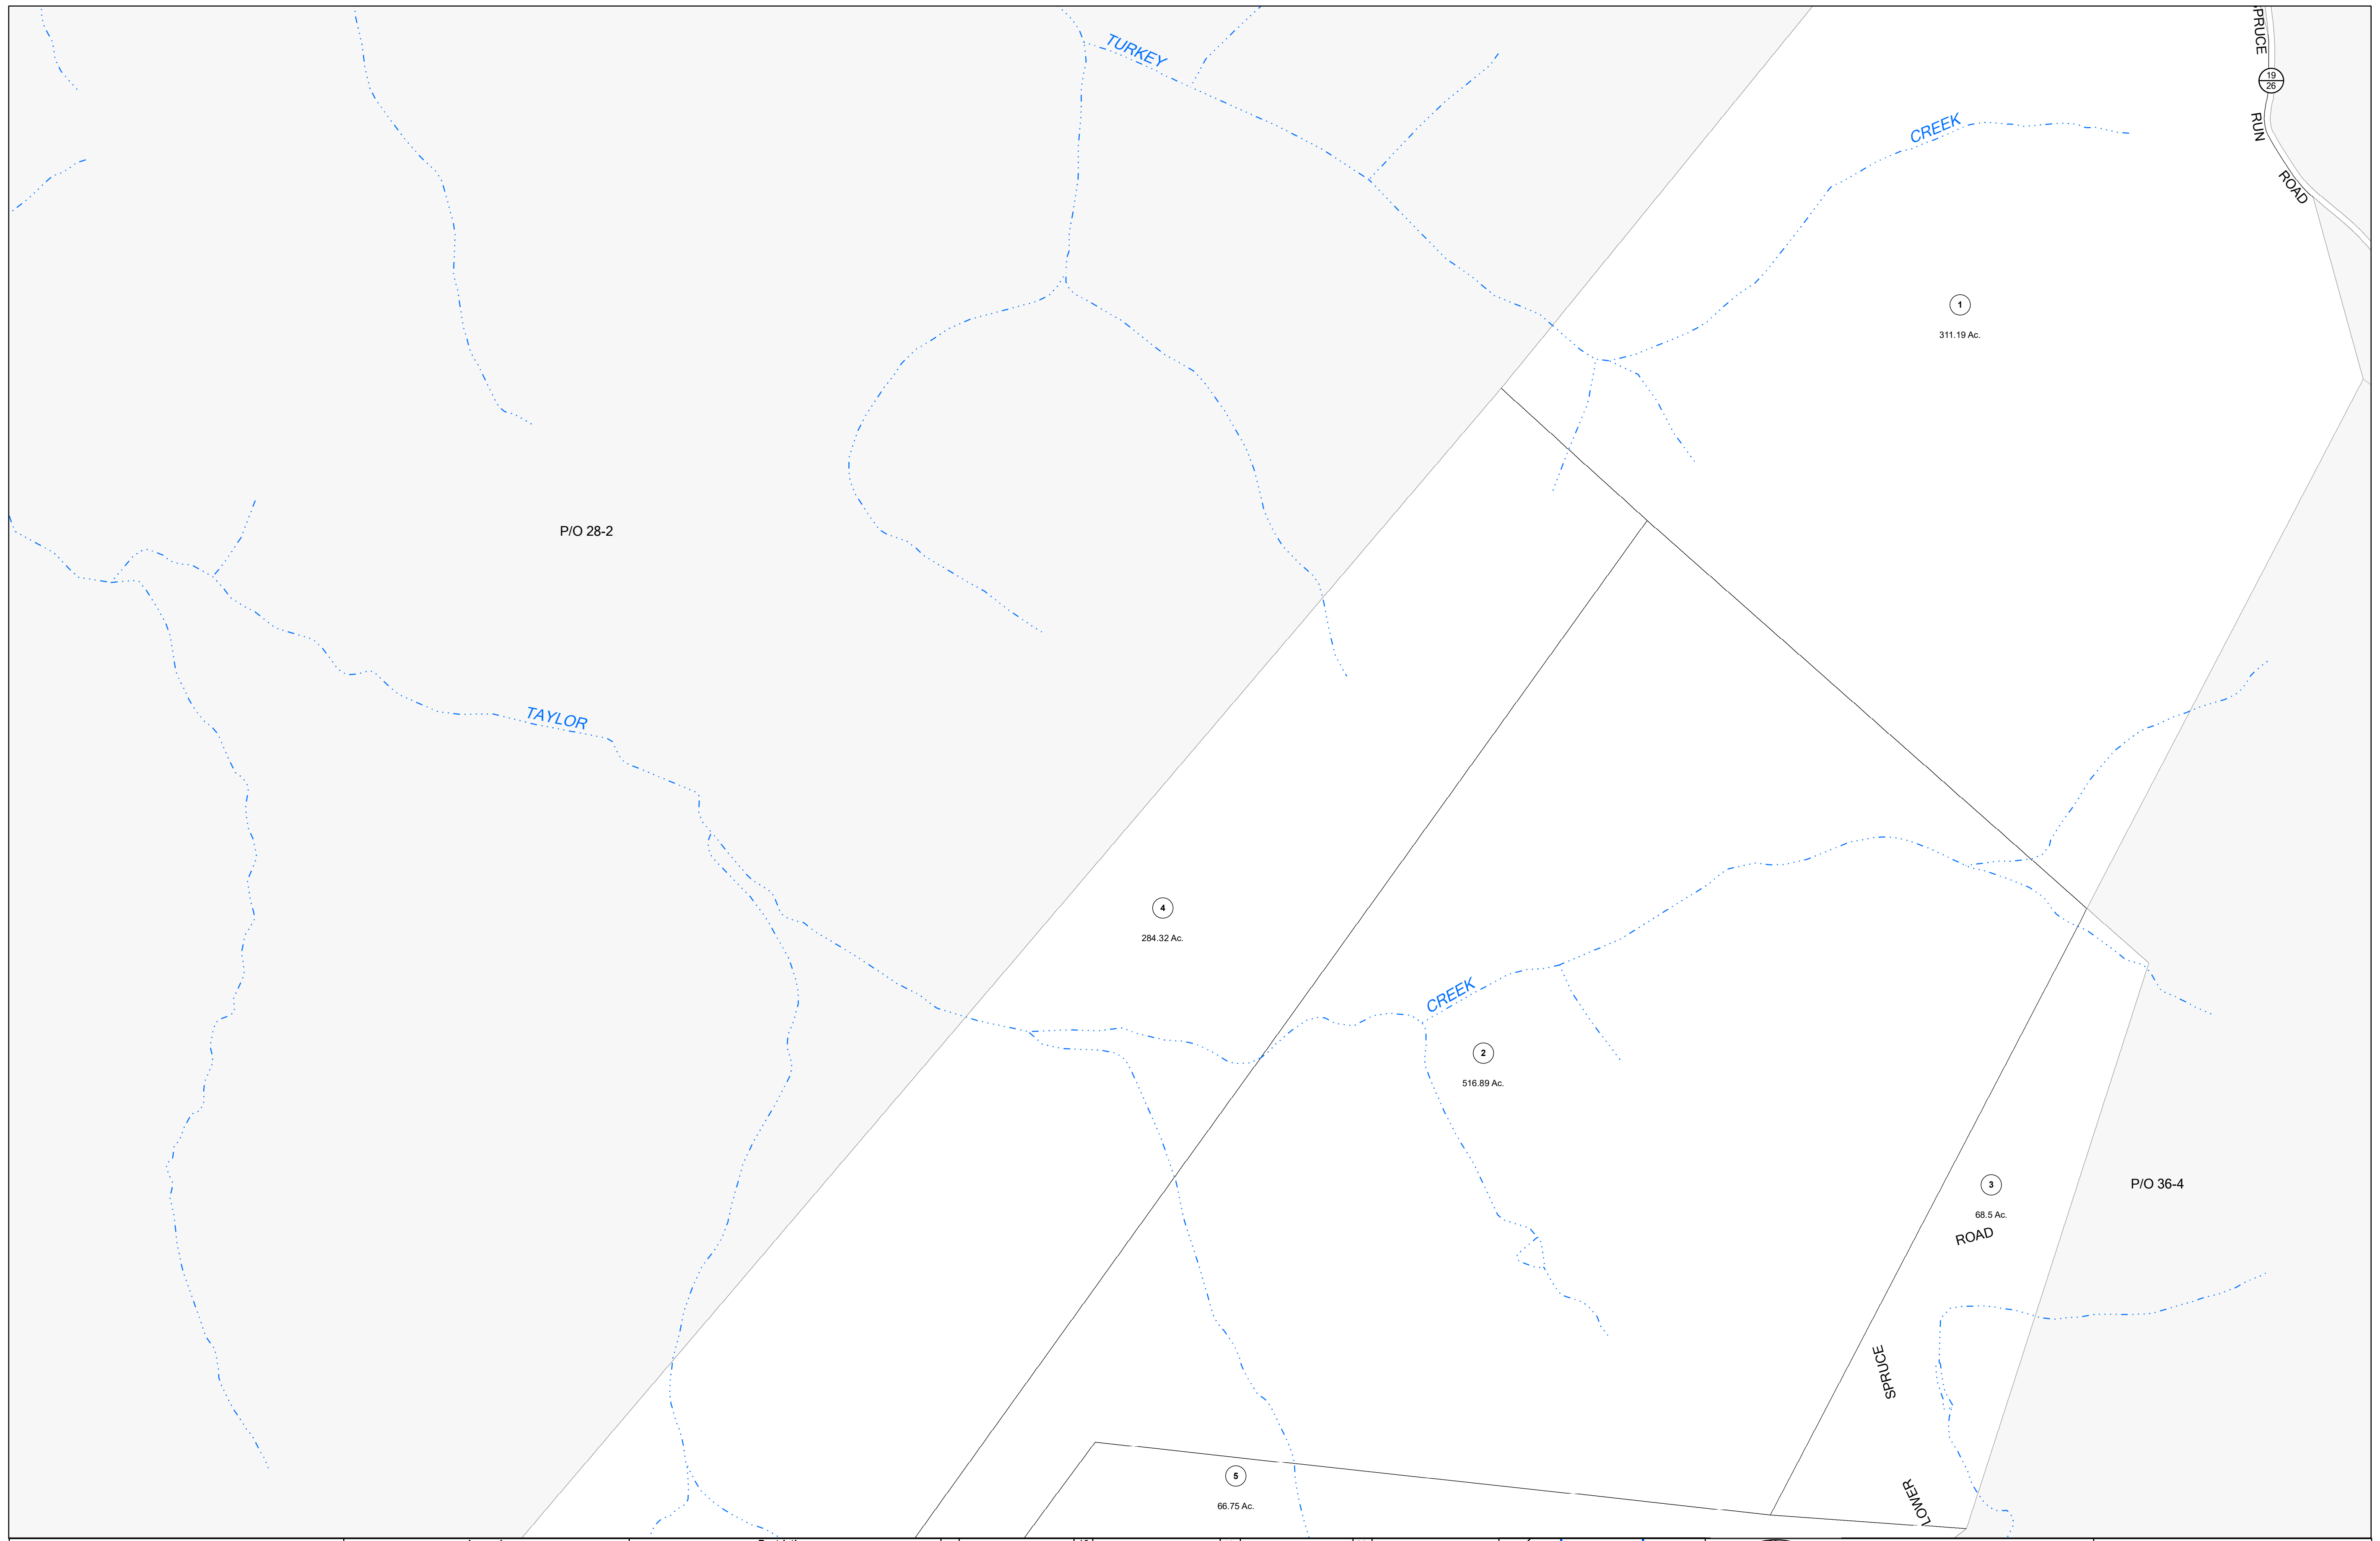 SPRUCE
TURKEY
19
26
CREEK
RUN
ROAD
1
311.19 Ac.
P/O 28-2
TAYLOR
4
284.32 Ac.
CREEK
2
516.89 Ac.
3
P/O 36-4
68.5 Ac.
ROAD
SPRUCE
5
66.75 Ac.
LOWER